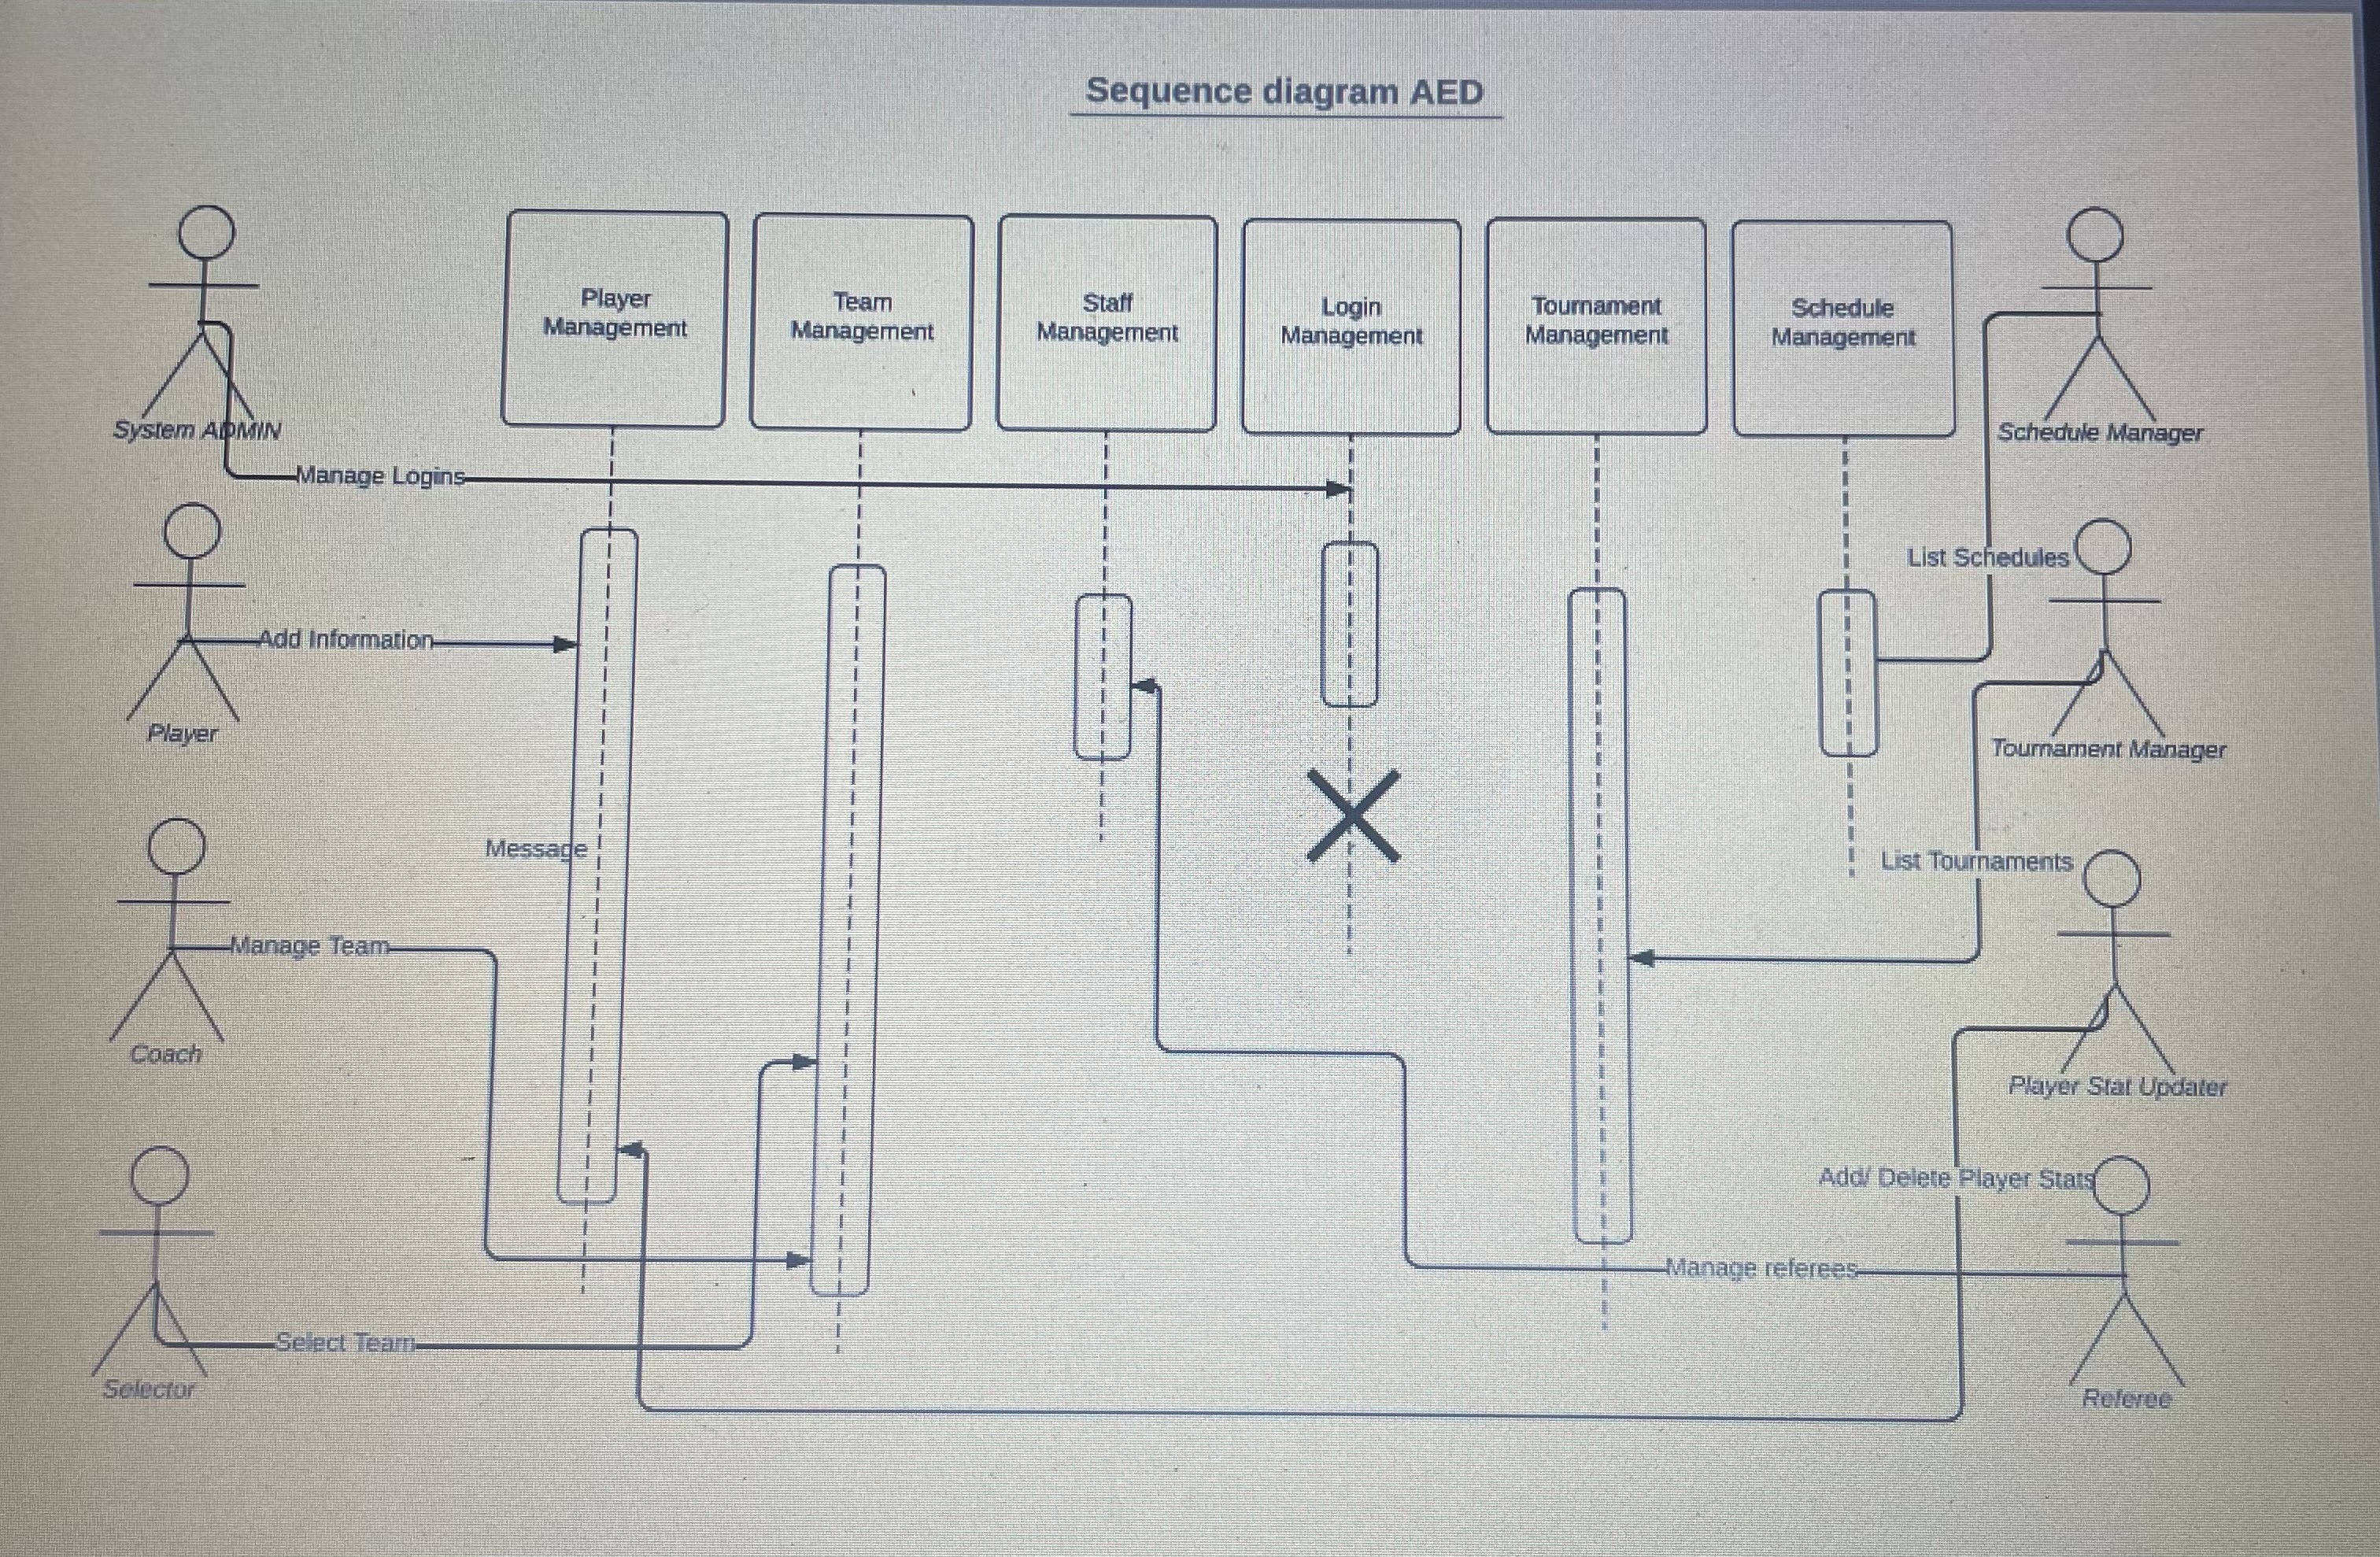 Sequence diagram AED
Player
Management
Team
Management
Staff
Management
Login
Management
Tournament
Management
Schedule
Management
System ADMIN
Schedule Manager
Manage Logins
List Schedules
Add Information
Player
Tournament Manager
Message
List Tournaments
Manage Team
Coach
Player Stat Updater
Add/ Delete Player Stats
Manage referees
Select Team
Selector
Referee